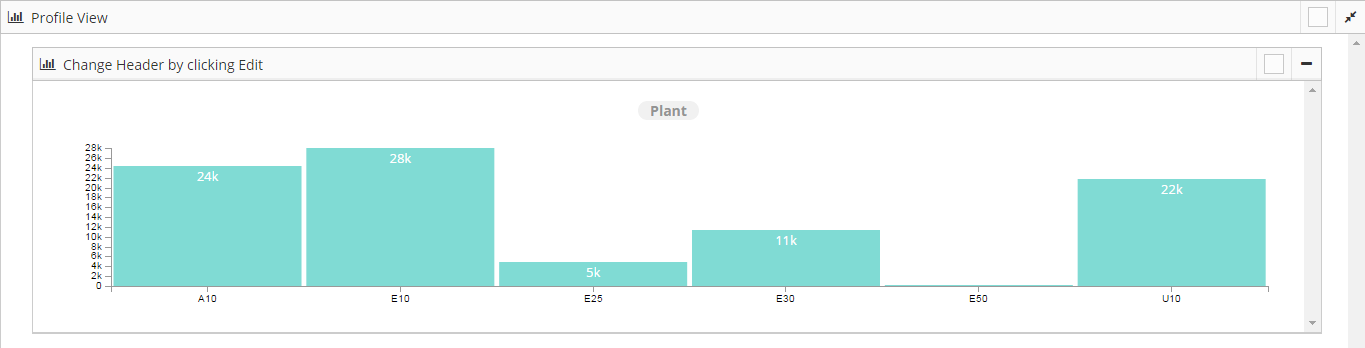 Profile View
Change Header by clicking Edit
Plant
28k
26k
24k
22k
20k
18k
16k
14k
12k
10k
8k
6k
4k
2k
0
24k
28k
5k
11k
22k
A10 E10 E25 E30 E50 U10